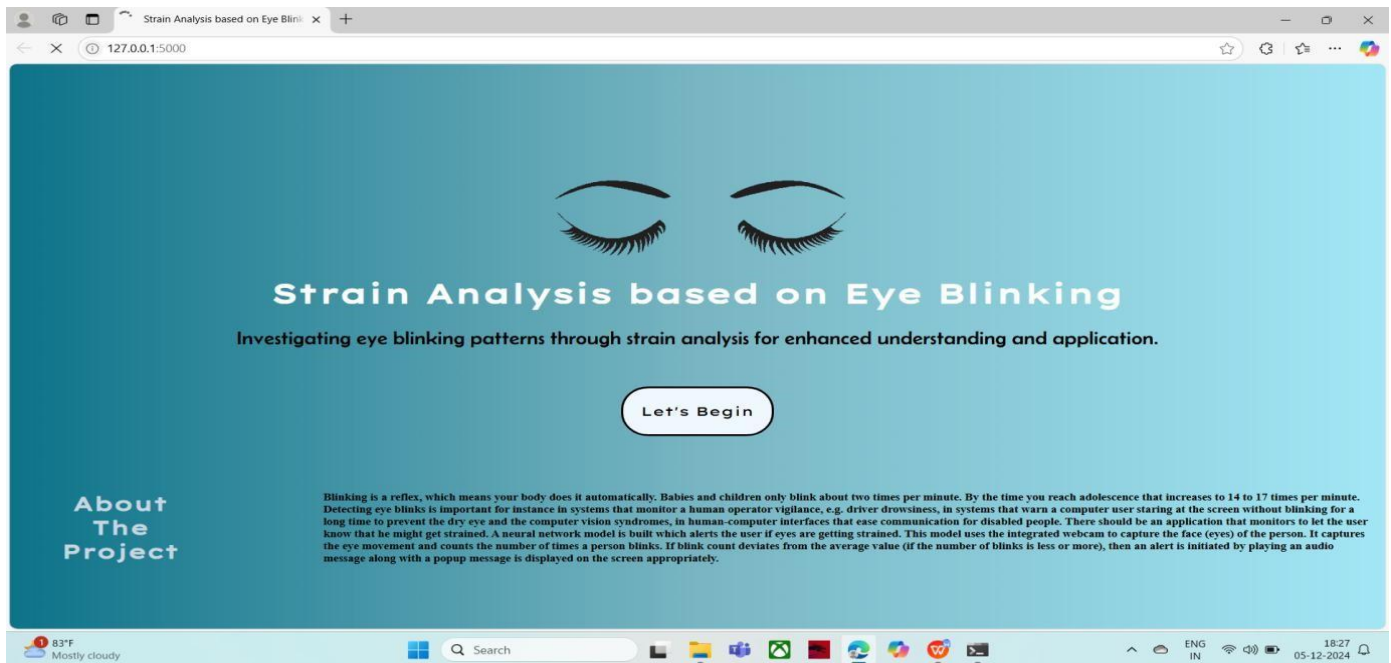 Strain Analysis based on Eye Blin
127.0.0.1:5000
Strain Analysis based on Eye Blinking
Investigating eye blinking patterns through strain analysis for enhanced understanding and application.
Let's Begin
About
The
Project
Blinking is a reflex, which means your body does it automatically. Babies and children only blink about two times per minute. By the time you reach adolescence that increases to 14 to 17 times per minute.
Detecting eye blinks is important for instance in systems that monitor a human operator vigilance, e.g. driver drowsiness, in systems that warn a computer user staring at the screen without blinking for a
long time to prevent the dry eye and the computer vision syndromes, in human-computer interfaces that ease communication for disabled people. There should be an application that monitors to let the user
know that he might get strained. A neural network model is built which alerts the user if eyes are getting strained. This model uses the integrated webcam to capture the face (eyes) of the person. It captures
the eye movement and counts the number of times a person blinks. If blink count deviates from the average value (if the number of blinks is less or more), then an alert is initiated by playing an audio
message along with a popup message is displayed on the screen appropriately.
1
83°F
Mostly cloudy
Search
ENG
IN
18:27
05-12-2024